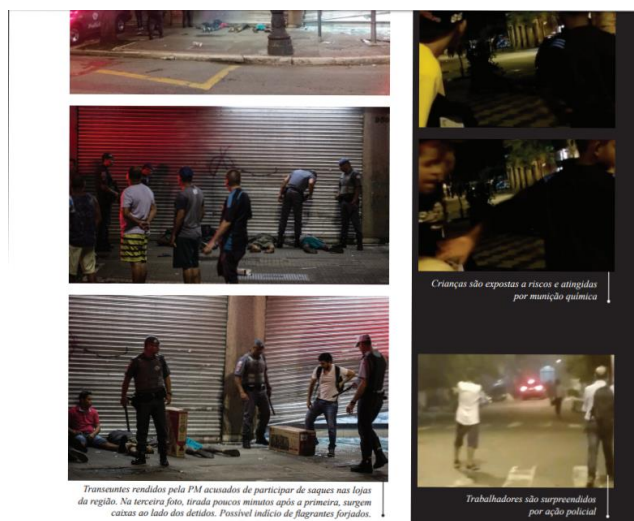 Crianças são expostas a riscos e atingidas
por munição química
Transeuntes rendidos pela PM acusados de participar de saques nas lojas
da região. Na terceira foto, tirada poucos minutos após a primeira, surgem
caixas ao lado dos detidos. Possível indício de flagrantes forjados.
Trabalhadores são surpreendidos
por ação policial